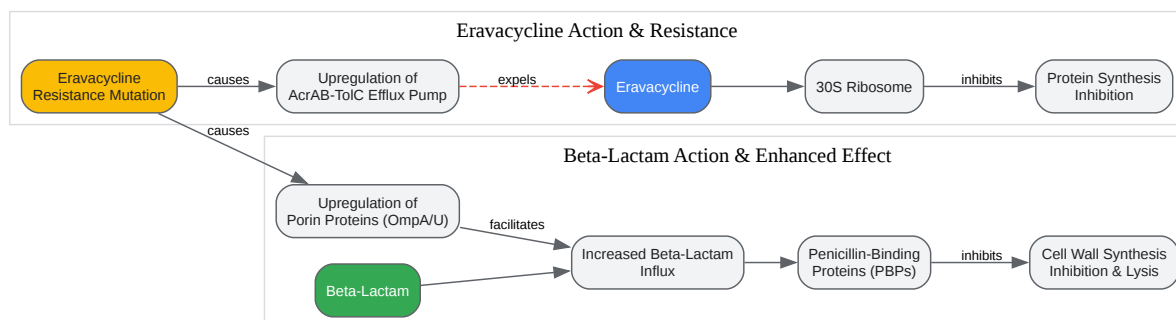 Eravacycline Action & Resistance
Eravacycline
Resistance Mutation
causes
Upregulation of
AcrAB-TolC Efflux Pump
expels
Eravacycline
30S Ribosome
inhibits
Protein Synthesis
Inhibition
causes
Beta-Lactam Action & Enhanced Effect
Upregulation of
Porin Proteins (OmpA/U)
facilitates
Beta-Lactam
Increased Beta-Lactam
Influx
Penicillin-Binding
Proteins (PBPs)
inhibits
Cell Wall Synthesis
Inhibition & Lysis